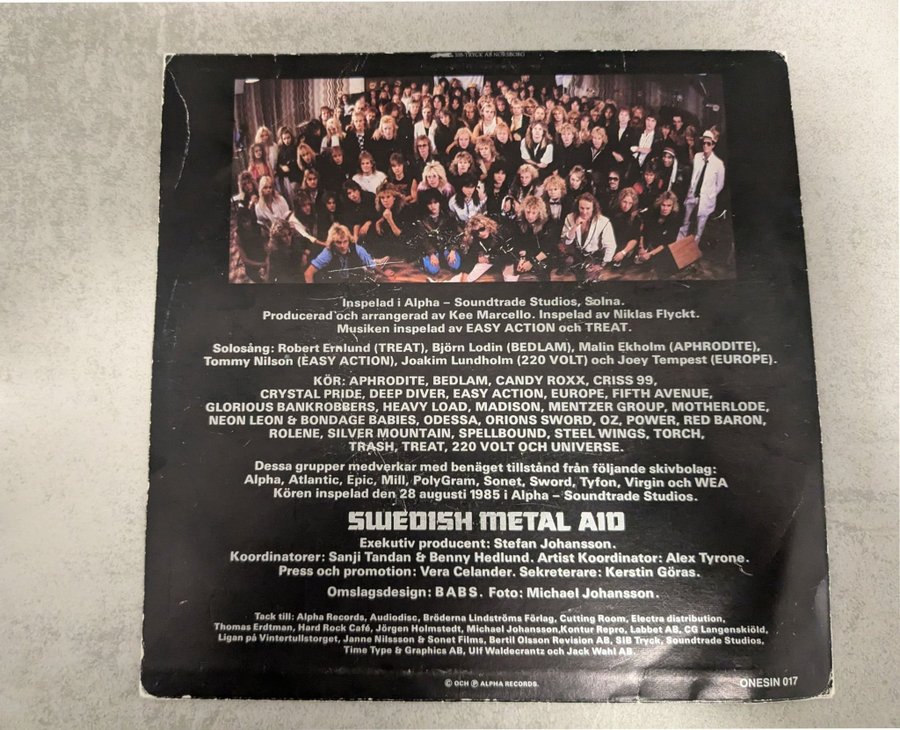 SIB-TRYCK AB NORSBORG
Inspelad i Alpha – Soundtrade Studios, Solna.
Producerad och arrangerad av Kee Marcello. Inspelad av Niklas Flyckt.
Musiken inspelad av EASY ACTION och TREAT.
Solosång: Robert Ernlund (TREAT), Björn Lodin (BEDLAM), Malin Ekholm (APHRODITE),
Tommy Nilson (EASY ACTION), Joakim Lundholm (220 VOLT) och Joey Tempest (EUROPE).
KÖR: APHRODITE, BEDLAM, CANDY ROXX, CRISS 99,
CRYSTAL PRIDE, DEEP DIVER, EASY ACTION, EUROPE, FIFTH AVENUE,
GLORIOUS BANKROBBERS, HEAVY LOAD, MADISON, MENTZER GROUP, MOTHERLODE,
NEON LEON & BONDAGE BABIES, ODESSA, ORIONS SWORD, OZ, POWER, RED BARON,
ROLENE, SILVER MOUNTAIN, SPELLBOUND, STEEL WINGS, TORCH,
TRASH, TREAT, 220 VOLT OCH UNIVERSE.
Dessa grupper medverkar med benäget tillstånd från följande skivbolag:
Alpha, Atlantic, Epic, Mill, PolyGram, Sonet, Sword, Tyfon, Virgin och WEA
Kören inspelad den 28 augusti 1985 i Alpha – Soundtrade Studios.
SWEDISH METAL AID
Exekutiv producent: Stefan Johansson.
Koordinatorer: Sanji Tandan & Benny Hedlund. Artist Koordinator: Alex Tyrone.
Press och promotion: Vera Celander. Sekreterare: Kerstin Göras.
Omslagsdesign: BABS. Foto: Michael Johansson.
Tack till: Alpha Records, Audiodisc, Bröderna Lindströms Förlag, Cutting Room, Electra distribution,
Thomas Erdtman, Hard Rock Café, Jörgen Holmstedt, Michael Johansson,Kontur Repro, Labbet AB, CG Langenskiöld,
Ligan på Vintertullstorget, Janne Nilsson & Sonet Films, Bertil Olsson Revision AB, SIB Tryck, Soundtrade Studios,
Time Type & Graphics AB, Ulf Waldecrantz och Jack Wahl AB.
© OCH ℗ ALPHA RECORDS.
ONESIN 017